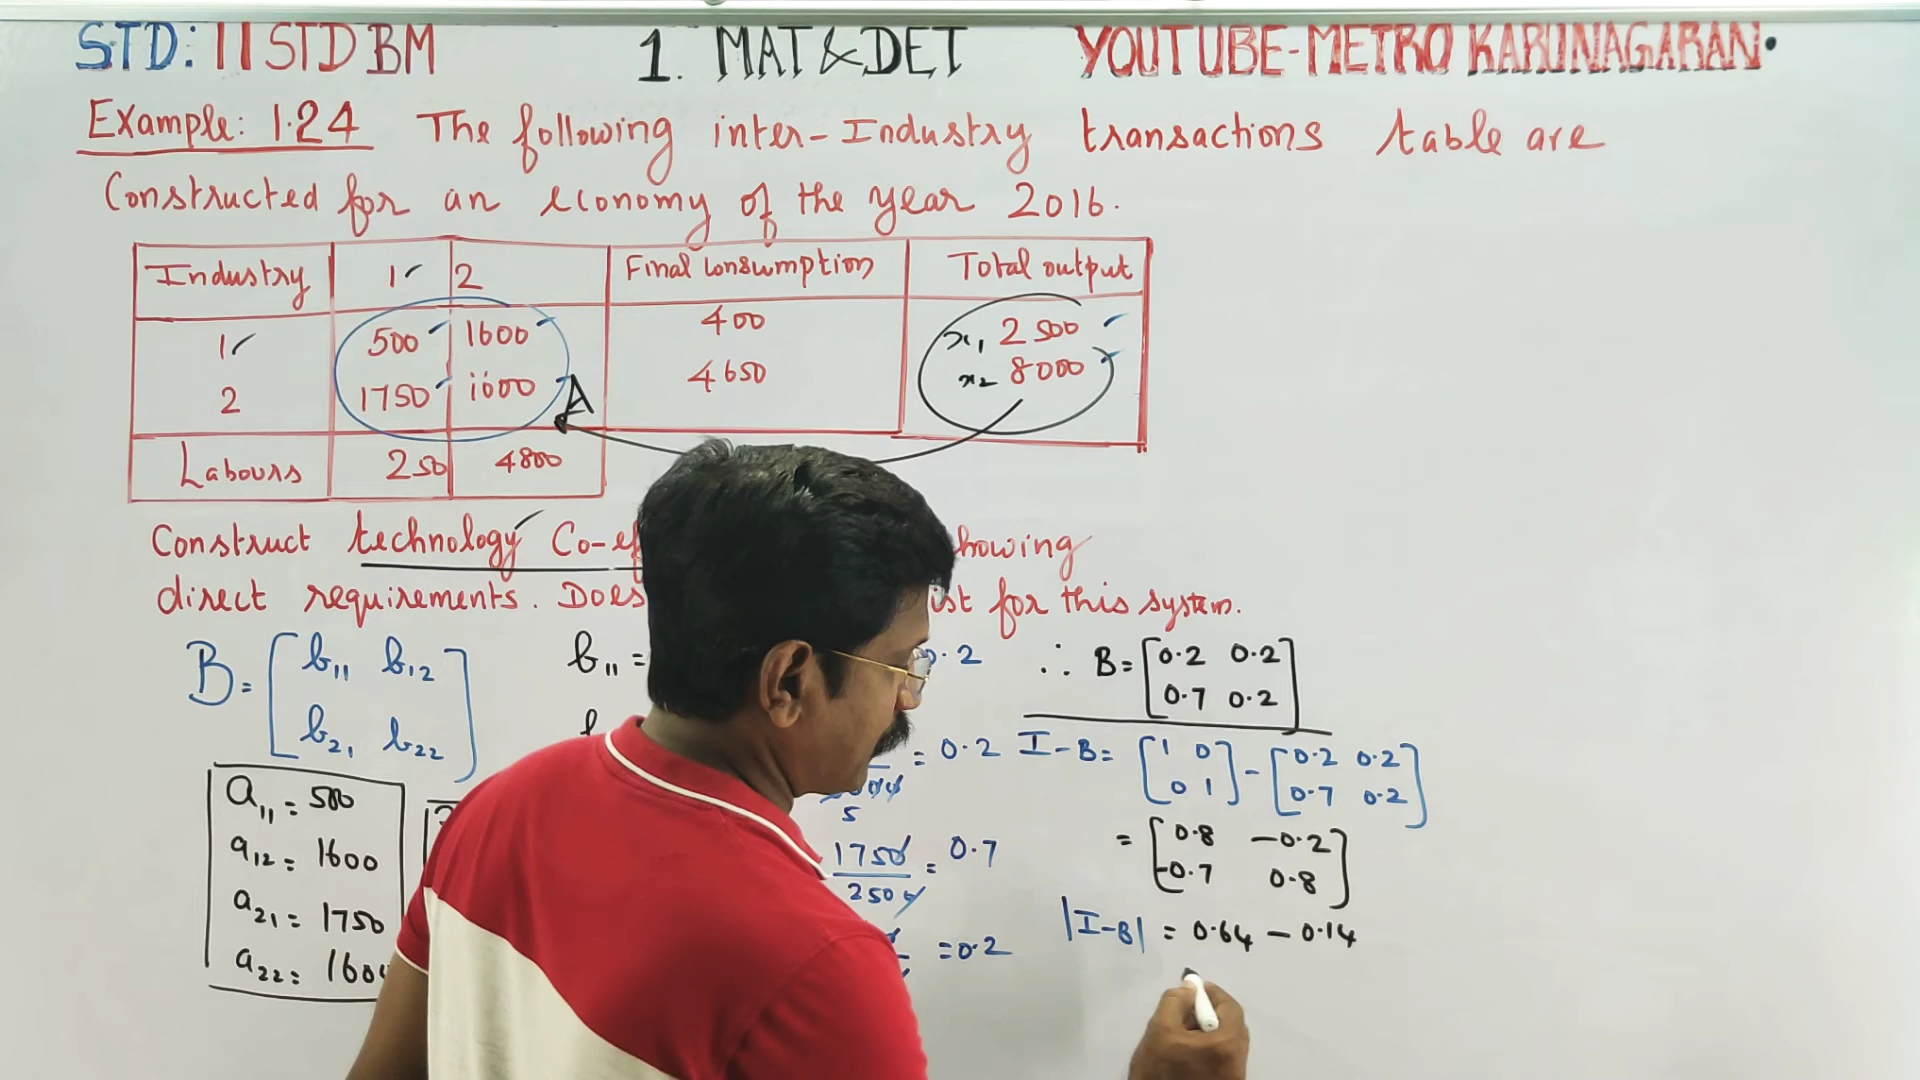 STD: 11 STD BM 1. MAT & DET YOUTUBE-METRO KARUNAGARAN.
Example: 1.24 The following inter-Industry transactions table are
Constructed for an economy of the year 2016.
Industry 1 2 Final Consumption Total output
1 500 1600 400 x₁ 2500
2 1750 1600 4650 x₂ 8000
A
Labours 250 4800
Construct technology Co-ef howing
direct requirements. Does ist for this system.
B = [b₁₁ b₁₂
b₂₁ b₂₂]
a₁₁ = 500
a₁₂ = 1600
a₂₁ = 1750
a₂₂ = 160
b₁₁ = 0.2
= 0.2
5
1750/2500 = 0.7
= 0.2
∴ B = [0.2 0.2
0.7 0.2]
I-B = [1 0
0 1] - [0.2 0.2
0.7 0.2]
= [0.8 -0.2
-0.7 0.8]
|I-B| = 0.64 - 0.14